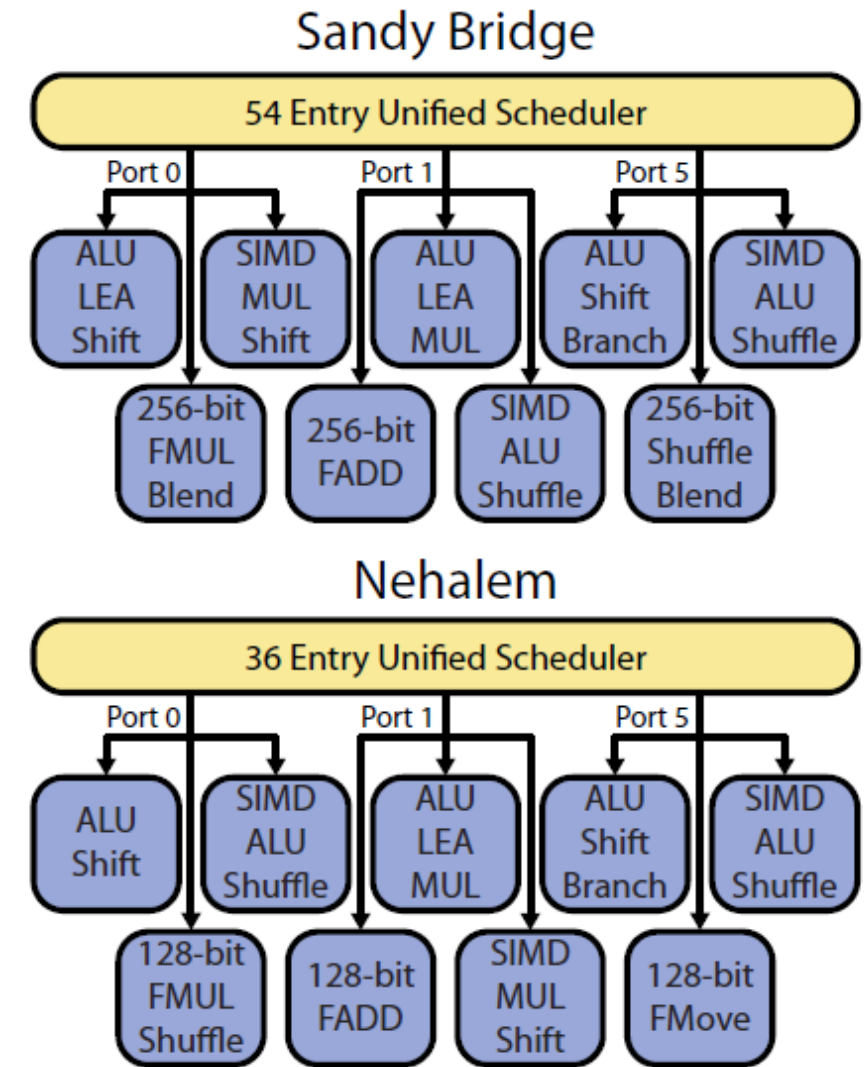 Sandy Bridge
54 Entry Unified Scheduler
Port 0
Port 1
Port 5
ALU
LEA
Shift
SIMD
MUL
Shift
ALU
LEA
MUL
ALU
Shift
Branch
SIMD
ALU
Shuffle
256-bit
FMUL
Blend
256-bit
FADD
SIMD
ALU
Shuffle
256-bit
Shuffle
Blend
Nehalem
36 Entry Unified Scheduler
Port 0
Port 1
Port 5
ALU
Shift
SIMD
ALU
Shuffle
ALU
LEA
MUL
ALU
Shift
Branch
SIMD
ALU
Shuffle
128-bit
FMUL
Shuffle
128-bit
FADD
SIMD
MUL
Shift
128-bit
FMove